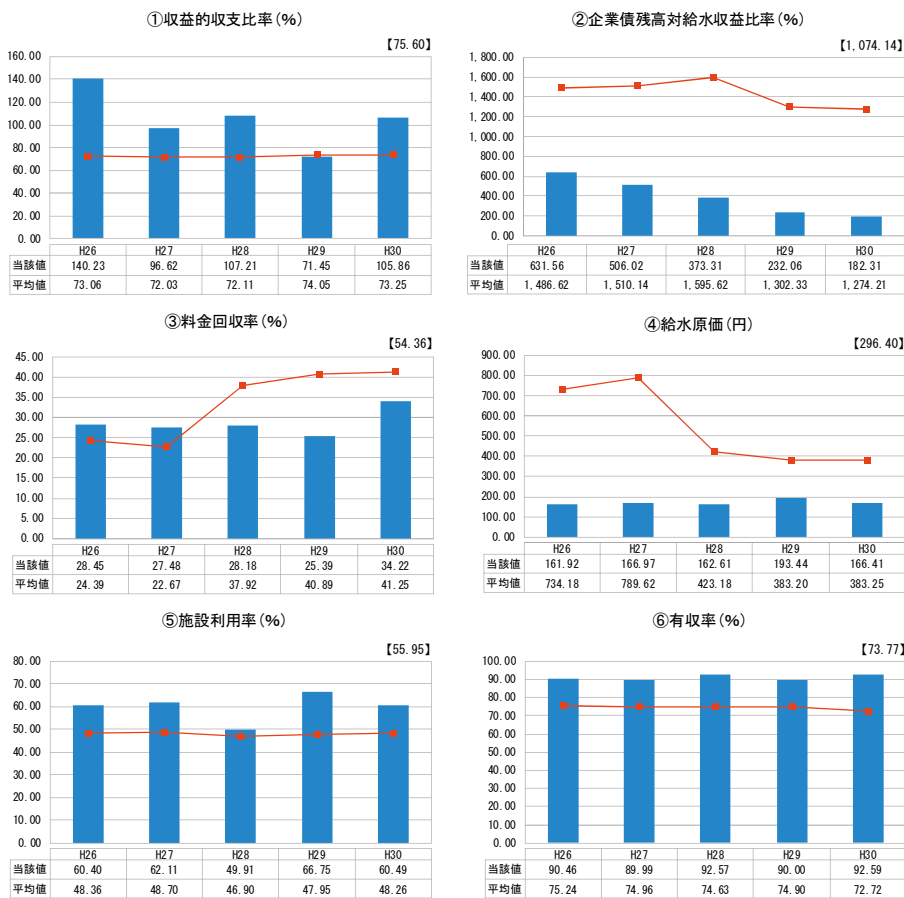 ①収益的収支比率(%)
【75.60】
160.00
140.00
120.00
100.00
80.00
60.00
40.00
20.00
0.00
H26 H27 H28 H29 H30
当該値 140.23 96.62 107.21 71.45 105.86
平均値 73.06 72.03 72.11 74.05 73.25
②企業債残高対給水収益比率(%)
【1,074.14】
1,800.00
1,600.00
1,400.00
1,200.00
1,000.00
800.00
600.00
400.00
200.00
0.00
H26 H27 H28 H29 H30
当該値 631.56 506.02 373.31 232.06 182.31
平均値 1,486.62 1,510.14 1,595.62 1,302.33 1,274.21
③料金回収率(%)
【54.36】
45.00
40.00
35.00
30.00
25.00
20.00
15.00
10.00
5.00
0.00
H26 H27 H28 H29 H30
当該値 28.45 27.48 28.18 25.39 34.22
平均値 24.39 22.67 37.92 40.89 41.25
④給水原価(円)
【296.40】
900.00
800.00
700.00
600.00
500.00
400.00
300.00
200.00
100.00
0.00
H26 H27 H28 H29 H30
当該値 161.92 166.97 162.61 193.44 166.41
平均値 734.18 789.62 423.18 383.20 383.25
⑤施設利用率(%)
【55.95】
80.00
70.00
60.00
50.00
40.00
30.00
20.00
10.00
0.00
H26 H27 H28 H29 H30
当該値 60.40 62.11 49.91 66.75 60.49
平均値 48.36 48.70 46.90 47.95 48.26
⑥有収率(%)
【73.77】
100.00
90.00
80.00
70.00
60.00
50.00
40.00
30.00
20.00
10.00
0.00
H26 H27 H28 H29 H30
当該値 90.46 89.99 92.57 90.00 92.59
平均値 75.24 74.96 74.63 74.90 72.72